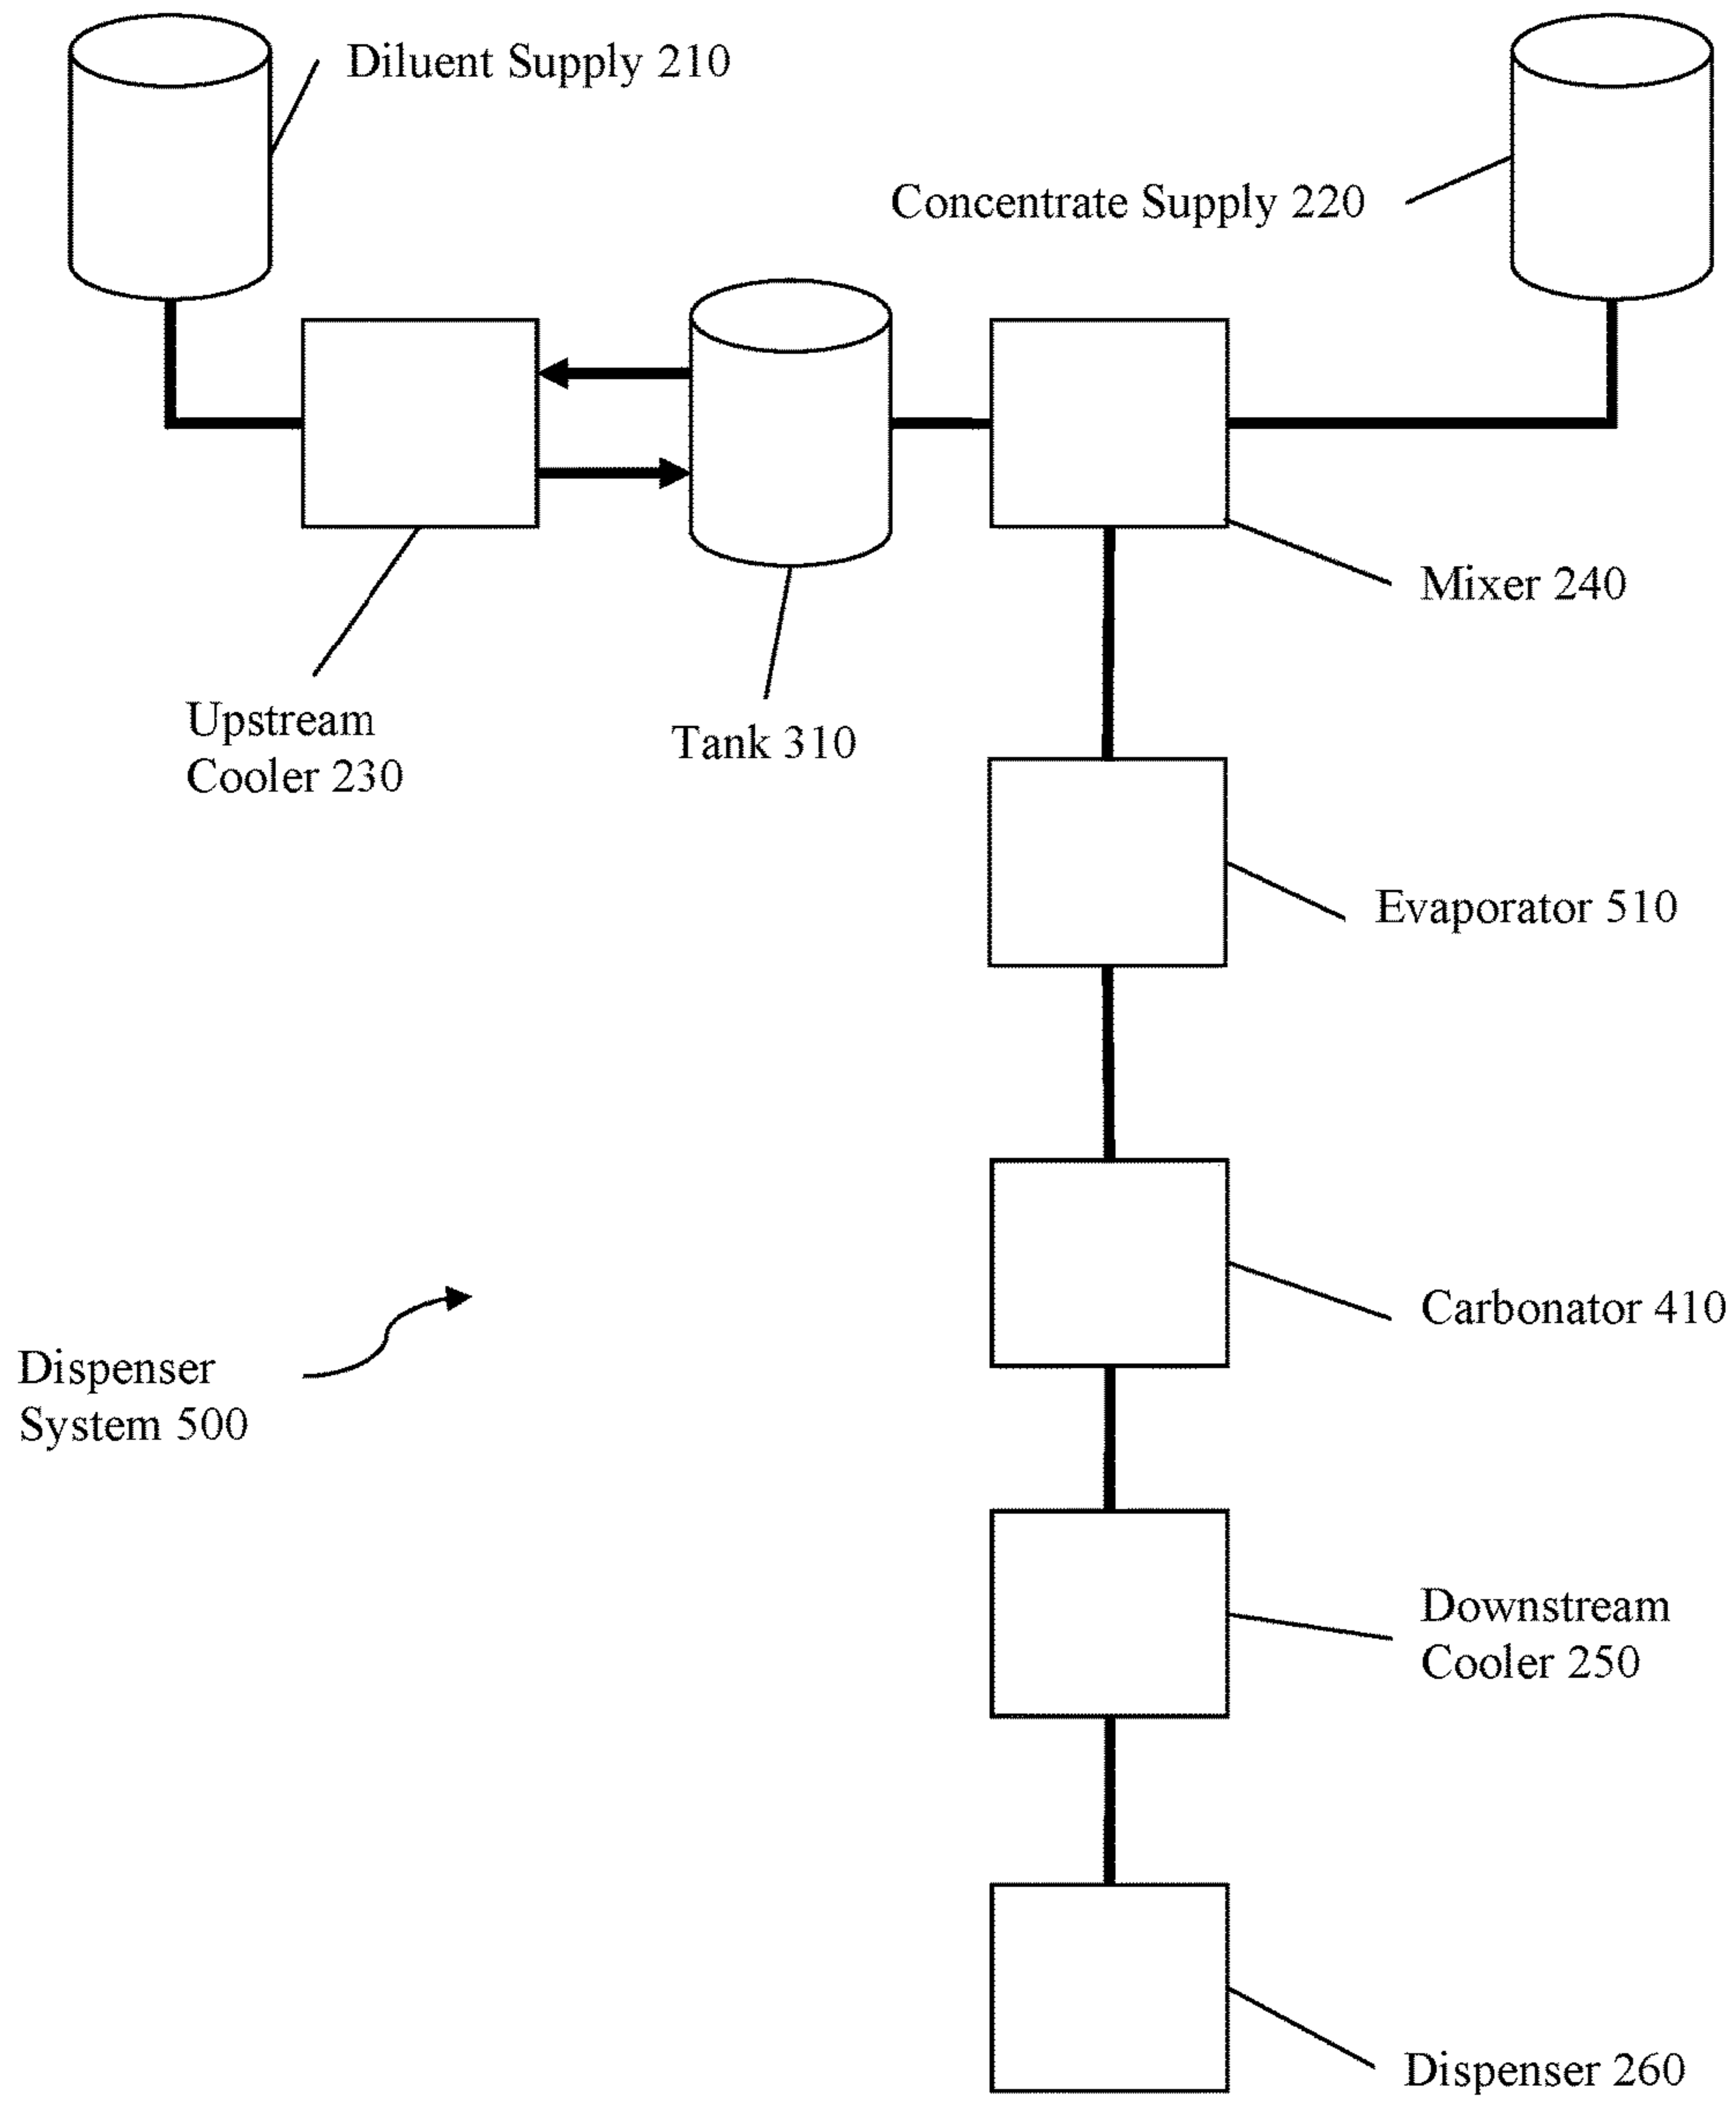 Diluent Supply 210
Concentrate Supply 220
Mixer 240
Upstream
Cooler 230
Tank 310
Evaporator 510
Carbonator 410
Dispenser
System 500
Downstream
Cooler 250
Dispenser 260